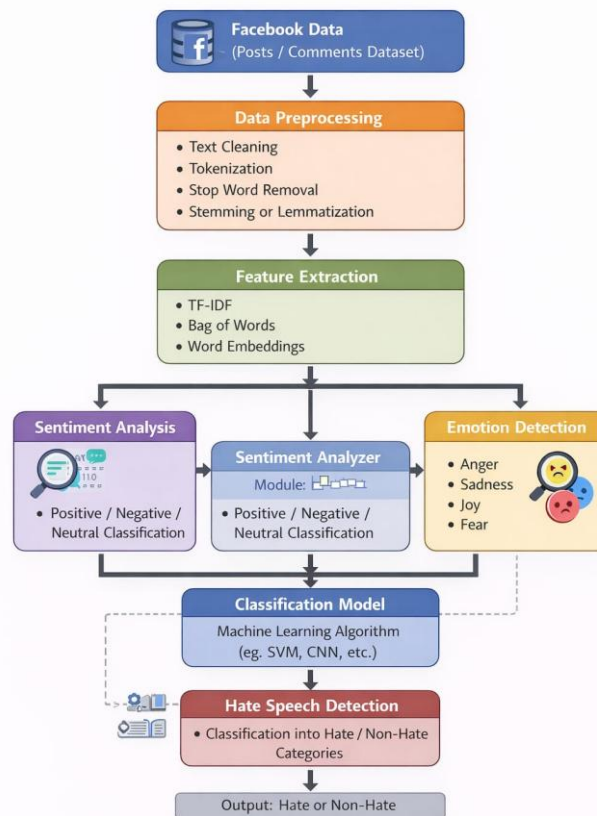 f
Facebook Data
(Posts / Comments Dataset)
Data Preprocessing
• Text Cleaning
• Tokenization
• Stop Word Removal
• Stemming or Lemmatization
Feature Extraction
• TF-IDF
• Bag of Words
• Word Embeddings
Sentiment Analysis
110
• Positive / Negative /
Neutral Classification
Sentiment Analyzer
Module:
• Positive / Negative /
Neutral Classification
Emotion Detection
• Anger
• Sadness
• Joy
• Fear
Classification Model
Machine Learning Algorithm
(eg. SVM, CNN, etc.)
Hate Speech Detection
• Classification into Hate / Non-Hate
Categories
Output: Hate or Non-Hate